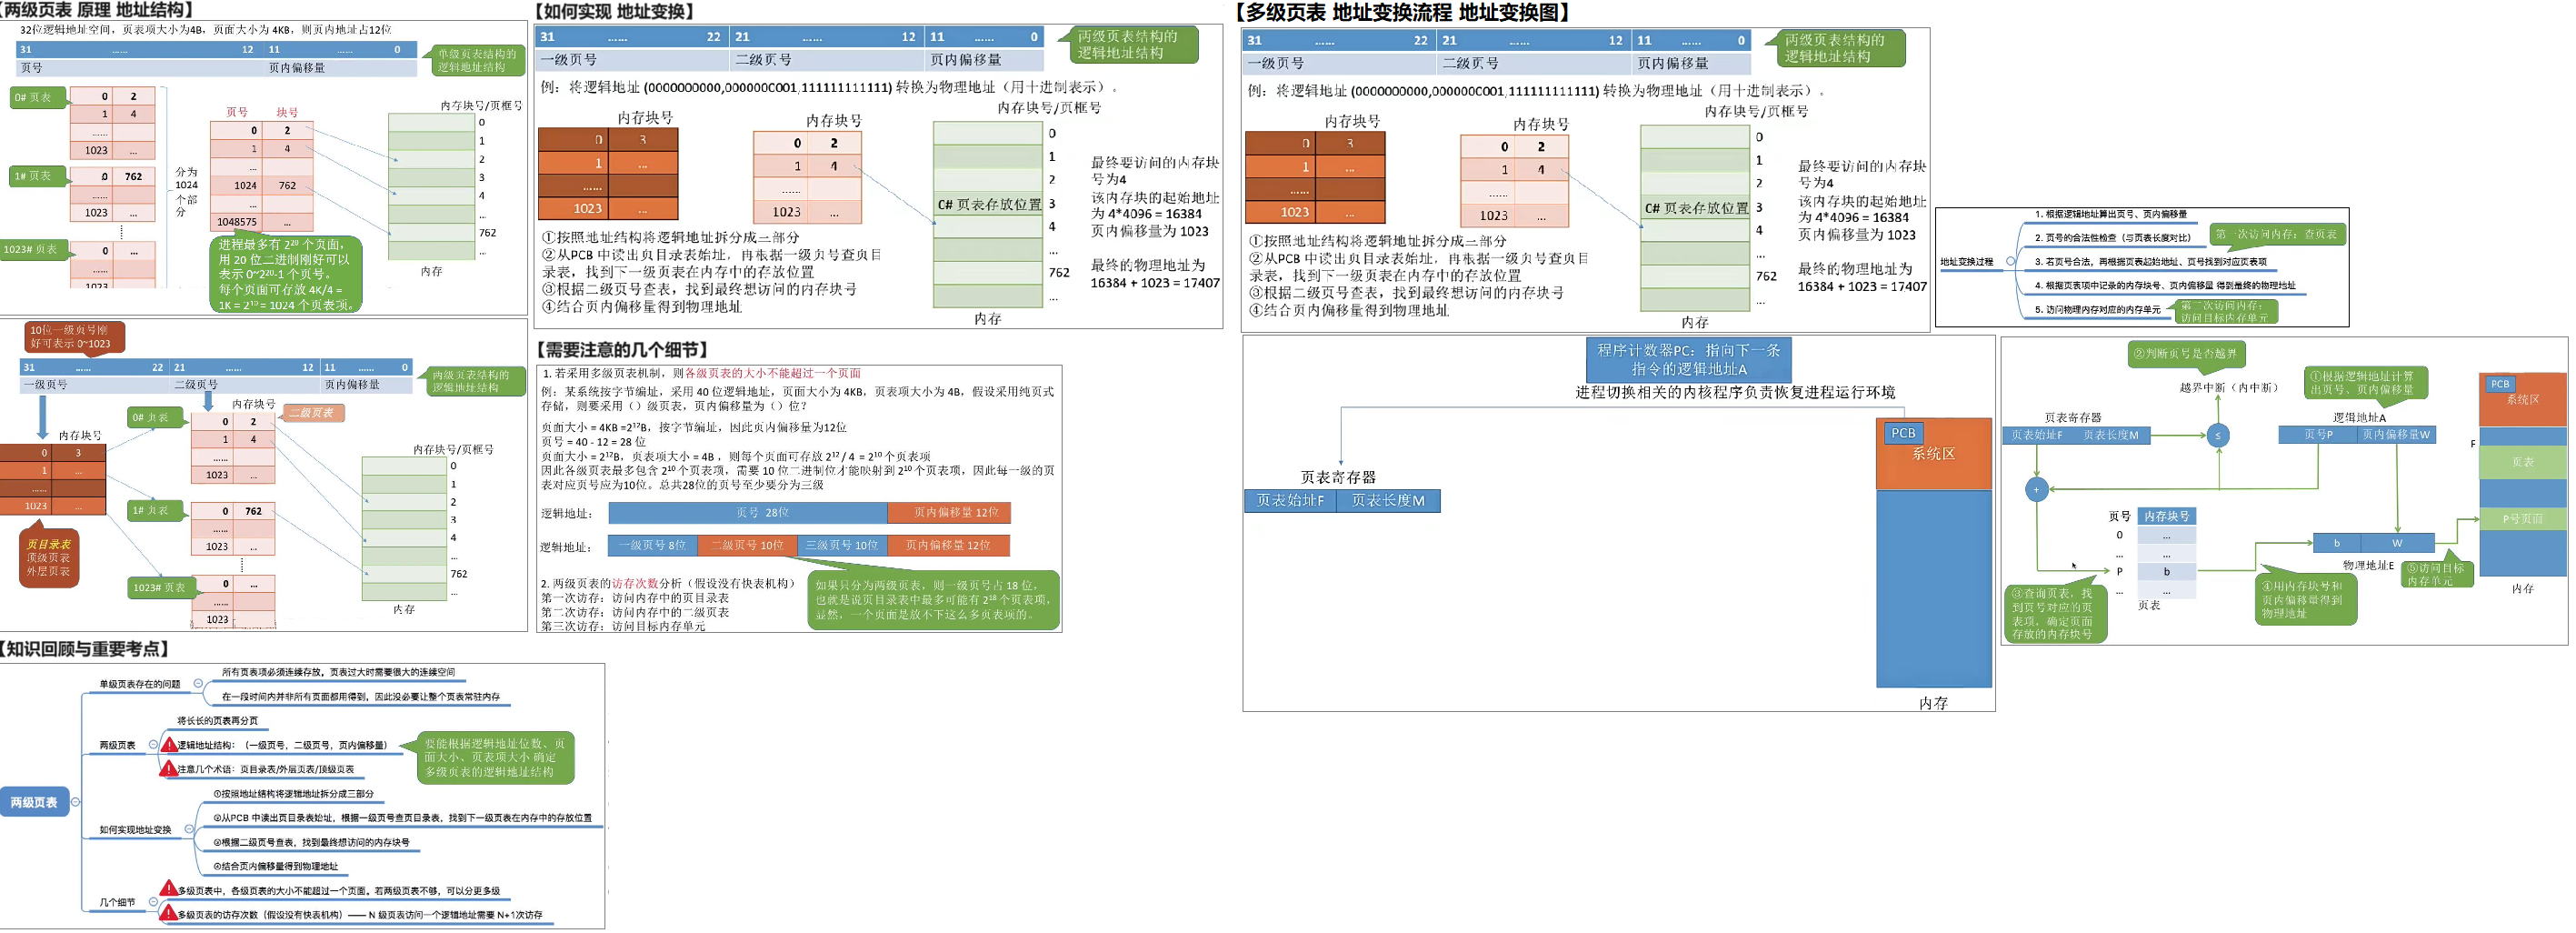 【两级页表 原理 地址结构】
32位逻辑地址空间，页表项大小为4B，页面大小为 4KB，则页内地址占12位
31 …… 12 11 …… 0
页号 页内偏移量
单级页表结构的
逻辑地址结构
0# 页表
0 2
1 4
……
1023 ...
1# 页表
0 762
……
1023 ...
1023# 页表
0 ...
……
1023
分为
1024
个部
分
页号 块号
0 2
1 4
...
1024 762
...
1048575 ...
内存块号/页框号
0
1
2
3
4
...
762
...
内存
进程最多有 2²⁰ 个页面，
用 20 位二进制刚好可以
表示 0~2²⁰-1 个页号。
每个页面可存放 4K/4 =
1K = 2¹⁰ = 1024 个页表项。
10位一级页号刚
好可表示 0~1023
31 …… 22 21 …… 12 11 …… 0
一级页号 二级页号 页内偏移量
两级页表结构的
逻辑地址结构
内存块号
0 3
1 ...
……
1023 ...
页目录表
顶级页表
外层页表
0# 页表
内存块号
二级页表
0 2
1 4
……
1023 ...
1# 页表
0 762
……
1023 ...
1023# 页表
0 ...
……
1023
内存块号/页框号
0
1
2
3
4
...
762
...
内存
【如何实现 地址变换】
31 …… 22 21 …… 12 11 …… 0
一级页号 二级页号 页内偏移量
两级页表结构的
逻辑地址结构
例：将逻辑地址 (0000000000,0000000001,111111111111) 转换为物理地址（用十进制表示）。
内存块号
0 3
1 ...
……
1023 ...
内存块号
0 2
1 4
……
1023 ...
内存块号/页框号
0
1
2
0# 页表存放位置 3
4
...
762
...
内存
最终要访问的内存块
号为4
该内存块的起始地址
为 4*4096 = 16384
页内偏移量为 1023
最终的物理地址为
16384 + 1023 = 17407
①按照地址结构将逻辑地址拆分成三部分
②从PCB 中读出页目录表始址，再根据一级页号查页目
录表，找到下一级页表在内存中的存放位置
③根据二级页号查表，找到最终想访问的内存块号
④结合页内偏移量得到物理地址
【需要注意的几个细节】
1. 若采用多级页表机制，则各级页表的大小不能超过一个页面
例：某系统按字节编址，采用 40 位逻辑地址，页面大小为 4KB，页表项大小为 4B，假设采用纯页式
存储，则要采用（）级页表，页内偏移量为（）位？
页面大小 = 4KB =2¹²B，按字节编址，因此页内偏移量为12位
页号 = 40 - 12 = 28 位
页面大小 = 2¹²B，页表项大小 = 4B ，则每个页面可存放 2¹² / 4 = 2¹⁰ 个页表项
因此各级页表最多包含 2¹⁰ 个页表项，需要 10 位二进制位才能映射到 2¹⁰ 个页表项，因此每一级的页
表对应页号应为10位。总共28位的页号至少要分为三级
逻辑地址： 页号 28位 页内偏移量 12位
逻辑地址： 一级页号 8位 二级页号 10位 三级页号 10位 页内偏移量 12位
如果只分为两级页表，则一级页号占 18 位，
也就是说页目录表中最多可能有 2¹⁸ 个页表项，
显然，一个页面是放不下这么多页表项的。
2. 两级页表的访存次数分析（假设没有快表机构）
第一次访存：访问内存中的页目录表
第二次访存：访问内存中的二级页表
第三次访存：访问目标内存单元
【知识回顾与重要考点】
两级页表
单级页表存在的问题
所有页表项必须连续存放，页表过大时需要很大的连续空间
在一段时间内并非所有页面都用得到，因此没必要让整个页表常驻内存
两级页表
将长长的页表再分页
逻辑地址结构：（一级页号，二级页号，页内偏移量）
注意几个术语：页目录表/外层页表/顶级页表
要能根据逻辑地址位数、页
面大小、页表项大小 确定
多级页表的逻辑地址结构
如何实现地址变换
①按照地址结构将逻辑地址拆分成三部分
②从PCB 中读出页目录表始址，根据一级页号查页目录表，找到下一级页表在内存中的存放位置
③根据二级页号查表，找到最终想访问的内存块号
④结合页内偏移量得到物理地址
几个细节
多级页表中，各级页表的大小不能超过一个页面。若两级页表不够，可以分更多级
多级页表的访存次数（假设没有快表机构）—— N 级页表访问一个逻辑地址需要 N+1次访存
【多级页表 地址变换流程 地址变换图】
31 …… 22 21 …… 12 11 …… 0
一级页号 二级页号 页内偏移量
两级页表结构的
逻辑地址结构
例：将逻辑地址 (0000000000,0000000001,111111111111) 转换为物理地址（用十进制表示）。
内存块号
0 3
1 ...
……
1023 ...
内存块号
0 2
1 4
……
1023 ...
内存块号/页框号
0
1
2
0# 页表存放位置 3
4
...
762
...
内存
最终要访问的内存块
号为4
该内存块的起始地址
为 4*4096 = 16384
页内偏移量为 1023
最终的物理地址为
16384 + 1023 = 17407
①按照地址结构将逻辑地址拆分成三部分
②从PCB 中读出页目录表始址，再根据一级页号查页目
录表，找到下一级页表在内存中的存放位置
③根据二级页号查表，找到最终想访问的内存块号
④结合页内偏移量得到物理地址
地址变换过程
1. 根据逻辑地址算出页号、页内偏移量
2. 页号的合法性检查（与页表长度对比）
第一次访问内存：查页表
3. 若页号合法，再根据页表起始地址、页号找到对应页表项
4. 根据页表项中记录的内存块号、页内偏移量 得到最终的物理地址
5. 访问物理内存对应的内存单元
第二次访问内存：
访问目标内存单元
程序计数器PC：指向下一条
指令的逻辑地址A
进程切换相关的内核程序负责恢复进程运行环境
页表寄存器
页表始址F 页表长度M
PCB
系统区
内存
②判断页号是否越界
越界中断（内中断）
①根据逻辑地址计算
出页号、页内偏移量
页表寄存器
页表始址F 页表长度M
≤
逻辑地址A
页号P 页内偏移量W
+
页号 内存块号
0 ...
... ...
P b
... ...
页表
③查询页表，找
到页号对应的页
表项，确定页面
存放的内存块号
b W
物理地址E
④用内存块号和
页内偏移量得到
物理地址
⑤访问目标
内存单元
PCB
系统区
F
页表
P号页面
内存